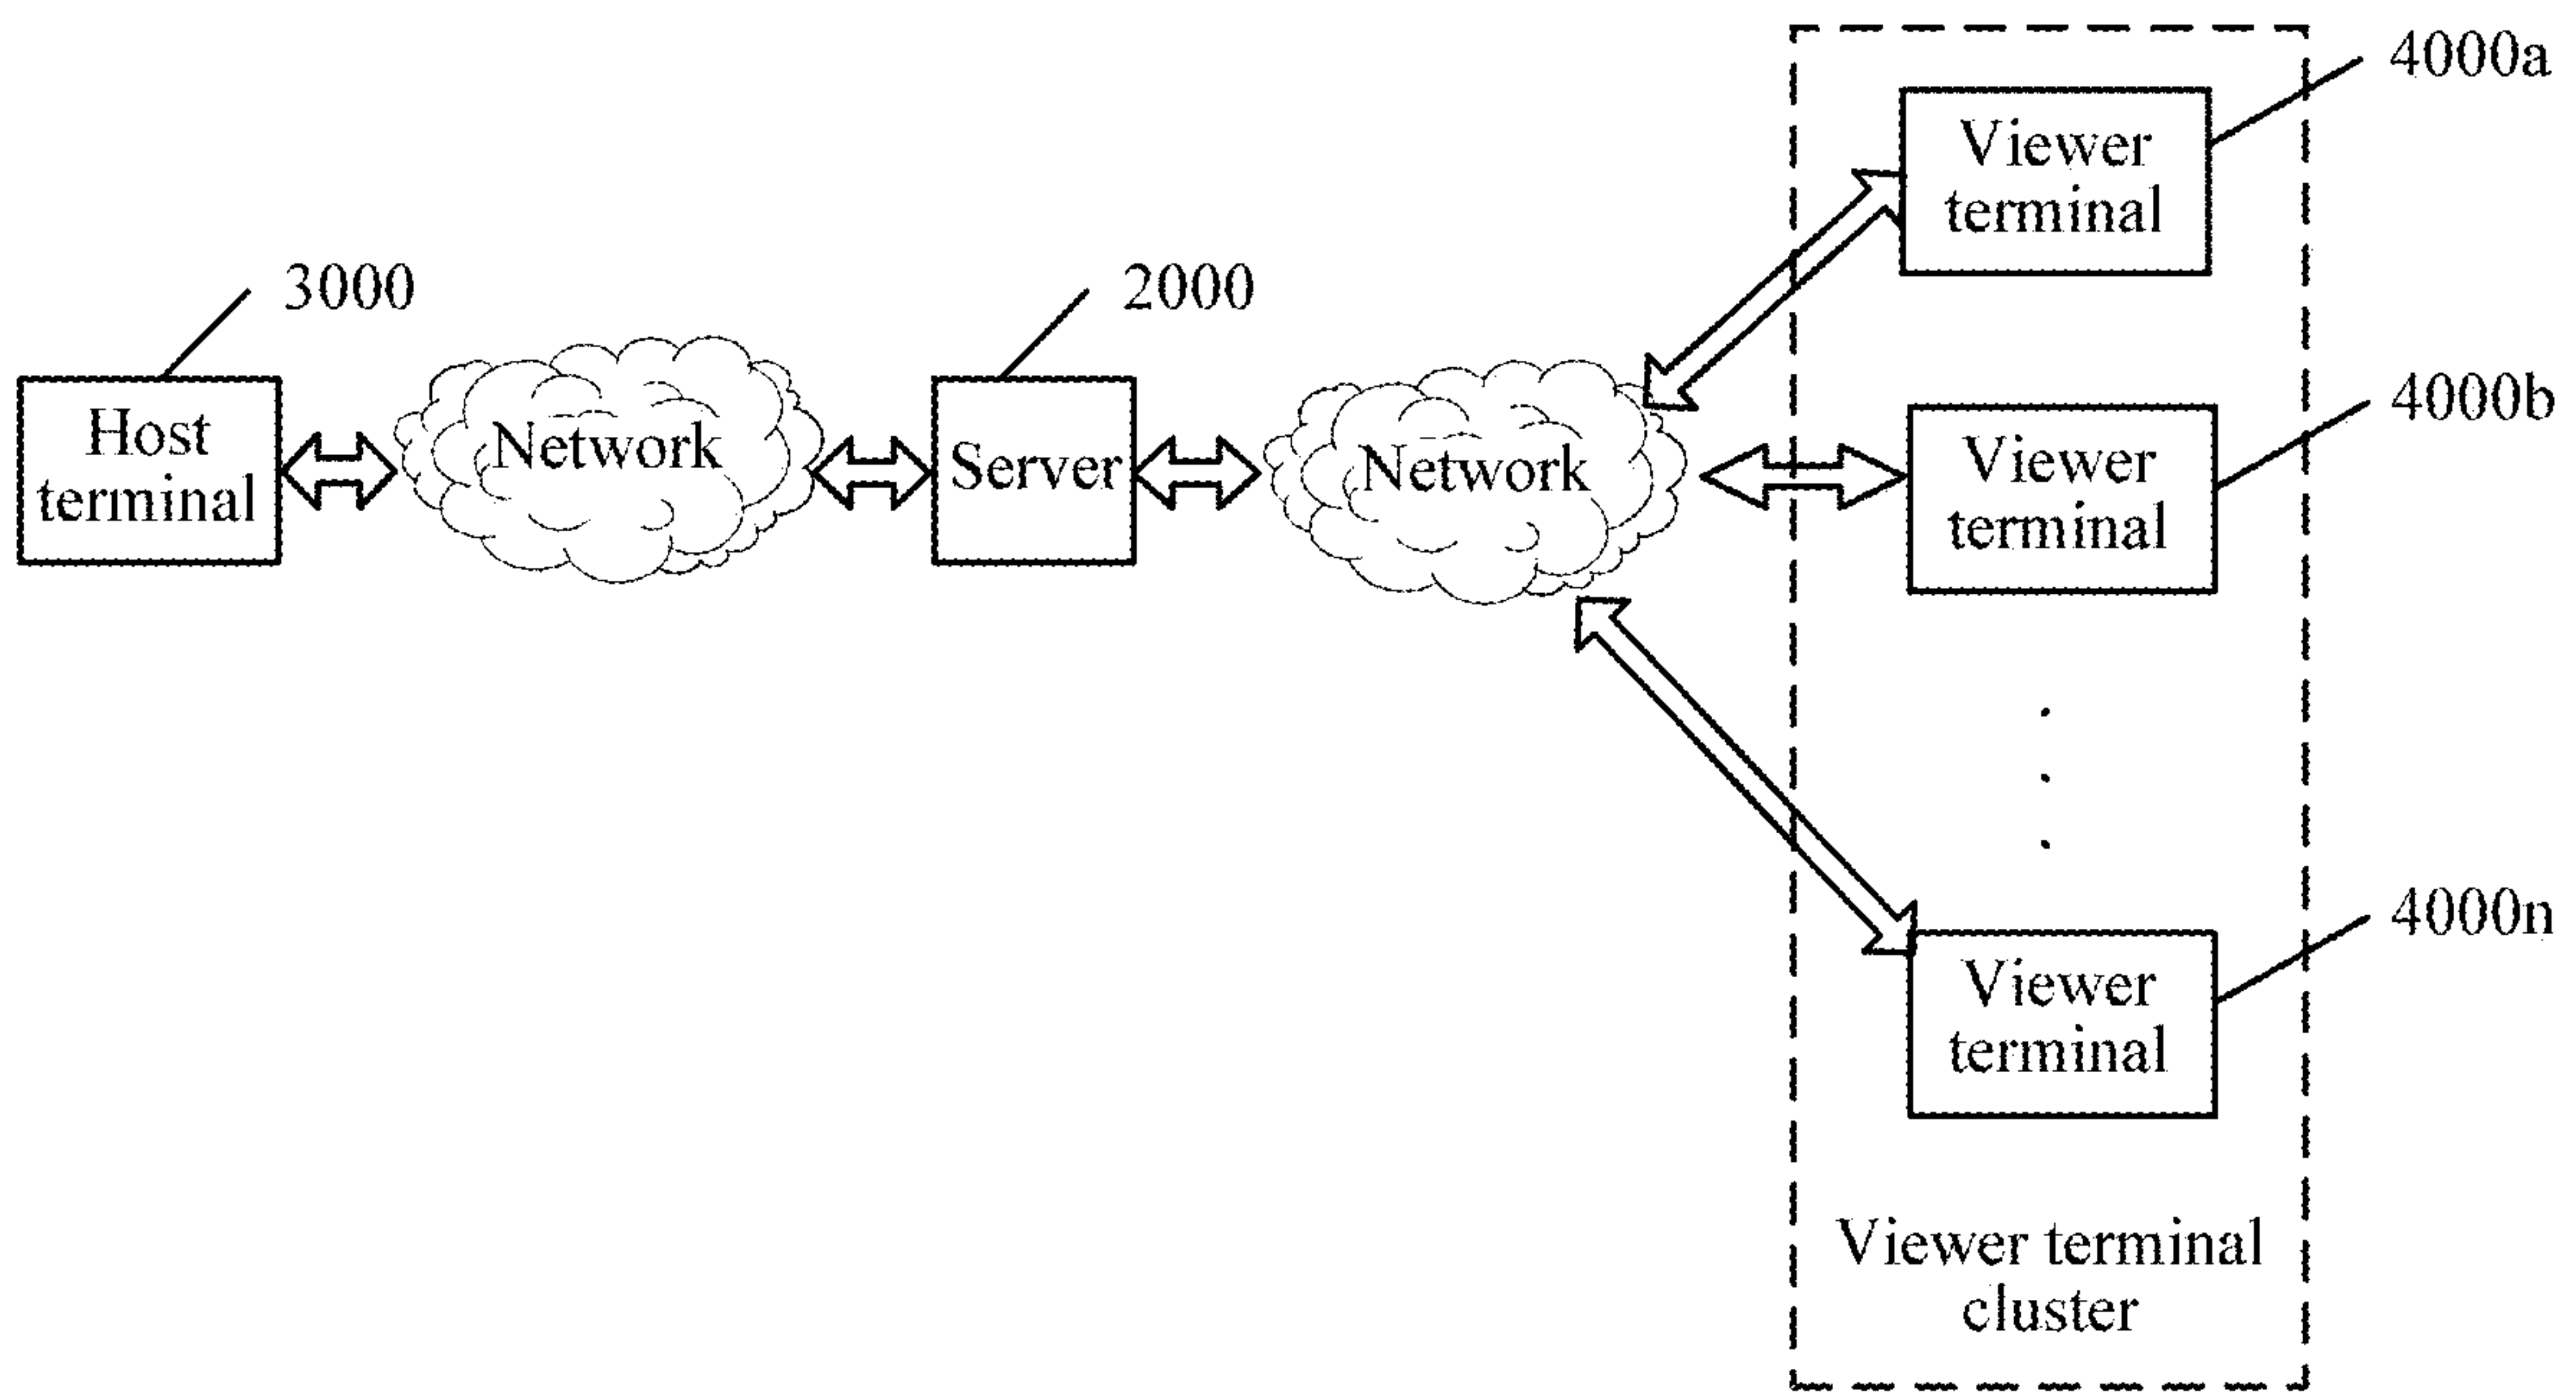 3000
Host
terminal
Network
2000
Server
Network
4000a
Viewer
terminal
4000b
Viewer
terminal
4000n
Viewer
terminal
Viewer terminal
cluster